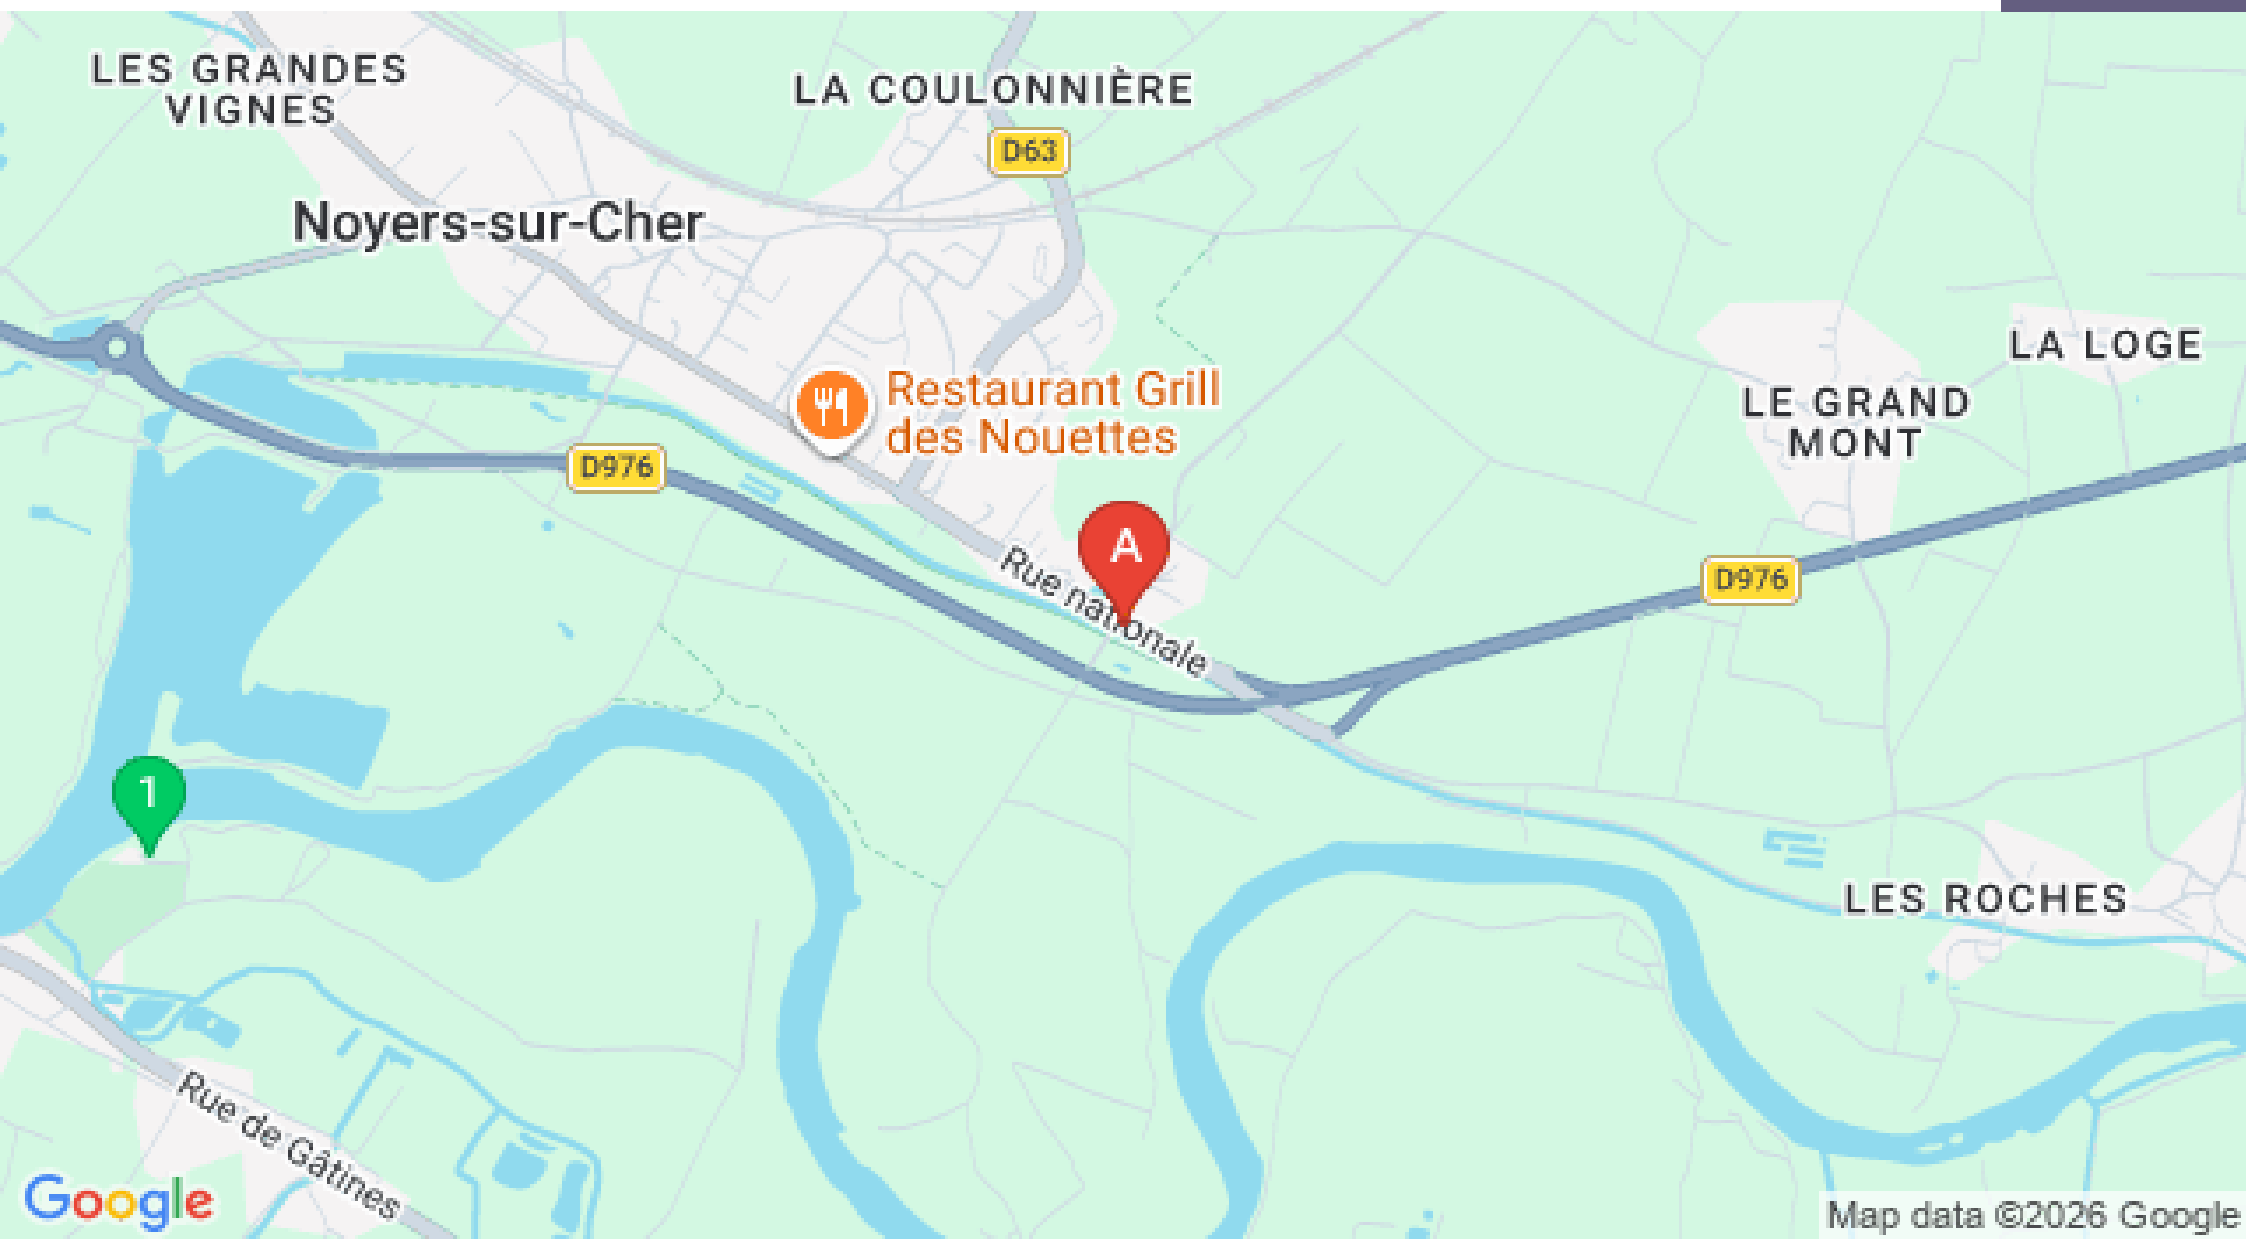 LES GRANDES
VIGNES
LA COULONNIÈRE
D63
Noyers-sur-Cher
LA LOGE
Restaurant Grill
des Nouettes
LE GRAND
MONT
D976
A
Rue nationale
D976
1
LES ROCHES
Rue de Gâtines
Google
Map data ©2026 Google